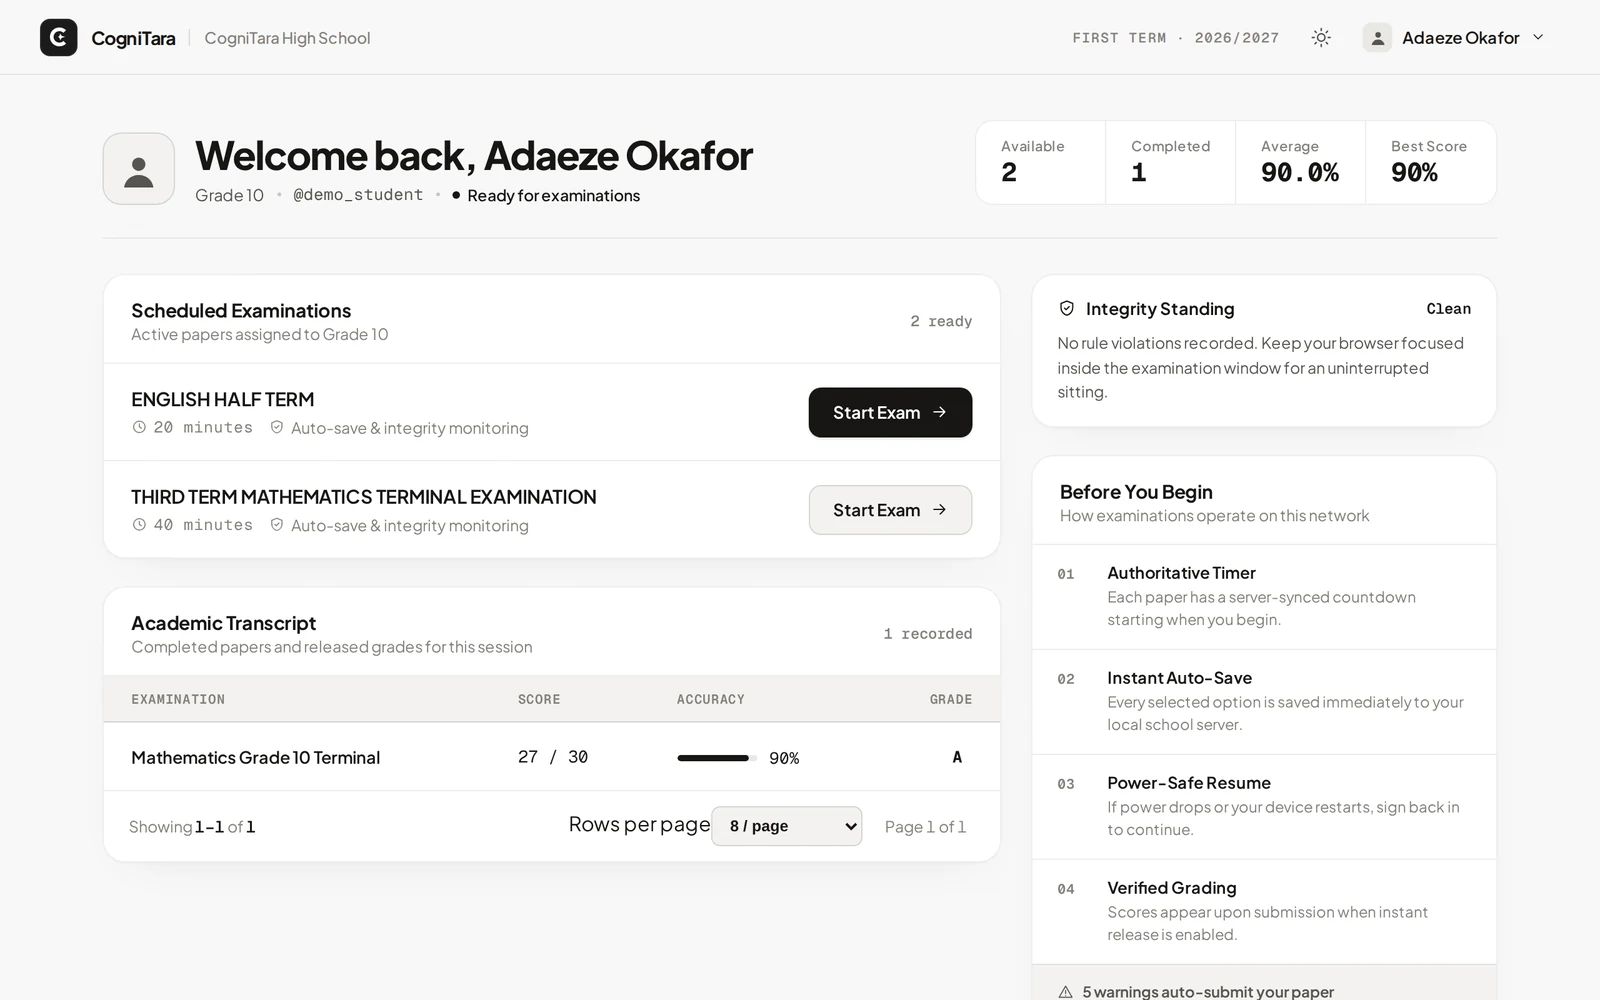 CogniTara
CogniTara High School
FIRST TERM · 2026/2027
Adaeze Okafor
Welcome back, Adaeze Okafor
Grade 10 • @demo_student • Ready for examinations
Available
2
Completed
1
Average
90.0%
Best Score
90%
Scheduled Examinations
Active papers assigned to Grade 10
2 ready
ENGLISH HALF TERM
20 minutes Auto-save & integrity monitoring
Start Exam →
THIRD TERM MATHEMATICS TERMINAL EXAMINATION
40 minutes Auto-save & integrity monitoring
Start Exam →
Academic Transcript
Completed papers and released grades for this session
1 recorded
EXAMINATION SCORE ACCURACY GRADE
Mathematics Grade 10 Terminal 27 / 30 90% A
Showing 1-1 of 1 Rows per page 8 / page Page 1 of 1
Integrity Standing
Clean
No rule violations recorded. Keep your browser focused
inside the examination window for an uninterrupted
sitting.
Before You Begin
How examinations operate on this network
01 Authoritative Timer
Each paper has a server-synced countdown
starting when you begin.
02 Instant Auto-Save
Every selected option is saved immediately to your
local school server.
03 Power-Safe Resume
If power drops or your device restarts, sign back in
to continue.
04 Verified Grading
Scores appear upon submission when instant
release is enabled.
5 warnings auto-submit your paper